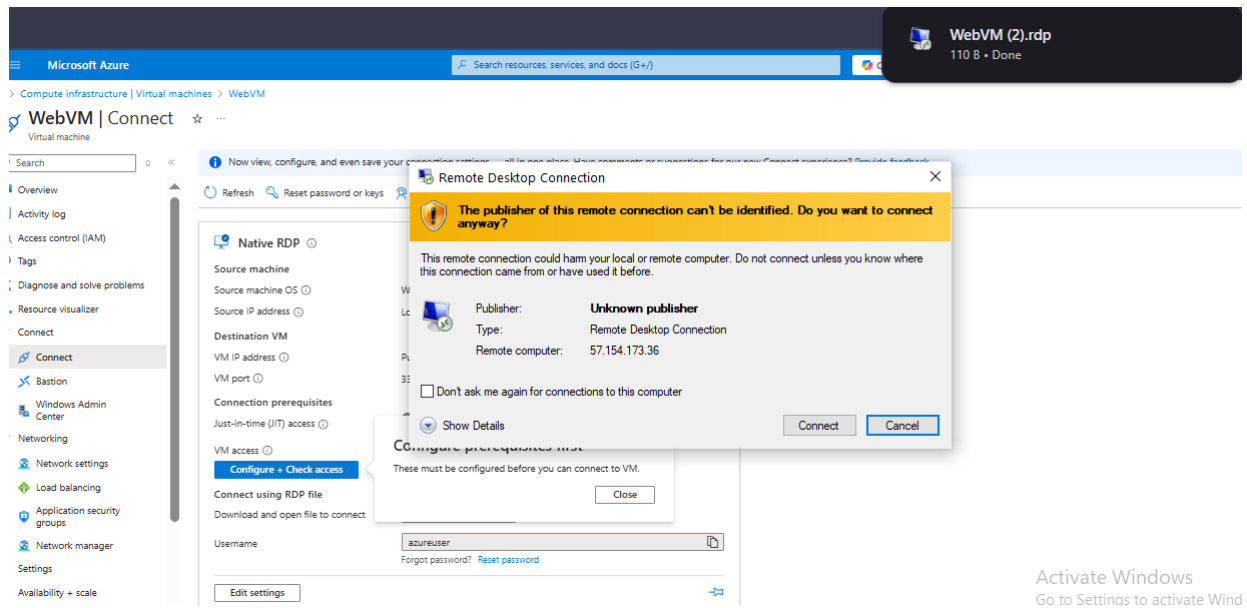 WebVM (2).rdp
110 B • Done
Microsoft Azure
Search resources, services, and docs (G+/)
> Compute infrastructure | Virtual machines > WebVM
WebVM | Connect
Virtual machine
Search
Now view, configure, and even save your connection settings
Overview
Refresh
Reset password or keys
Activity log
Access control (IAM)
Tags
Diagnose and solve problems
Resource visualizer
Connect
Connect
Bastion
Windows Admin
Center
Networking
Network settings
Load balancing
Application security
groups
Network manager
Settings
Availability + scale
Native RDP
Source machine
Source machine OS
Source IP address
Destination VM
VM IP address
VM port
Connection prerequisites
Just-in-time (JIT) access
VM access
Configure + Check access
Connect using RDP file
Download and open file to connect
Username
azureuser
Forgot password? Reset password
Edit settings
Remote Desktop Connection
The publisher of this remote connection can't be identified. Do you want to connect
anyway?
This remote connection could harm your local or remote computer. Do not connect unless you know where
this connection came from or have used it before.
Publisher: Unknown publisher
Type: Remote Desktop Connection
Remote computer: 57.154.173.36
Don't ask me again for connections to this computer
Show Details
Connect
Cancel
Configure prerequisites first
These must be configured before you can connect to VM.
Close
Activate Windows
Go to Settings to activate Wind